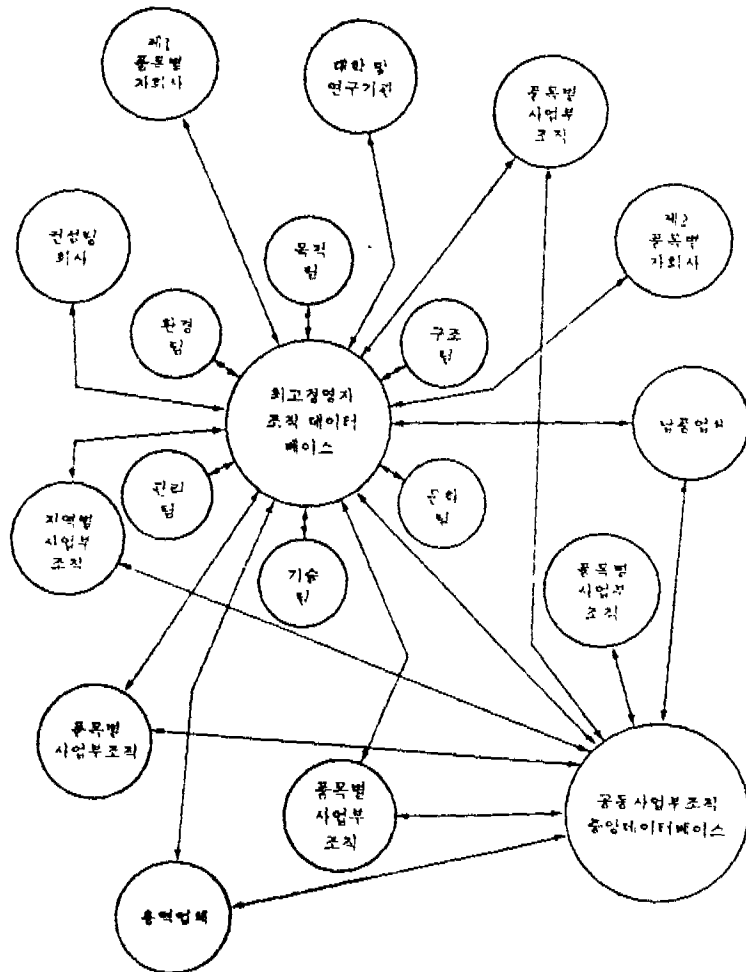 제1
품목별
자회사
대학 및
연구기관
품목별
사업부
조직
컨설팅
회사
목적
팀
제2
품목별
자회사
환경
팀
구조
팀
최고경영자
조직 데이터
베이스
납품업체
관리
팀
문화
팀
지역별
사업부
조직
기술
팀
품목별
사업부
조직
품목별
사업부조직
품목별
사업부
조직
공동사업부조직
중앙데이터베이스
용역업체